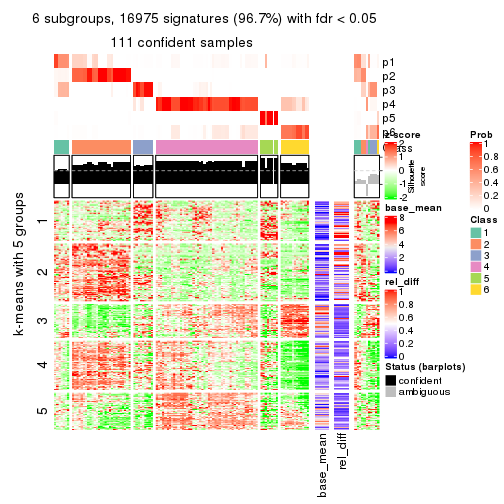 6 subgroups, 16975 signatures (96.7%) with fdr < 0.05
111 confident samples
p1
p2
p3
p4
p5
p6
Class
Silhouette
score
k-means with 5 groups
1
2
3
4
5
base_mean
rel_diff
z-score
2
1
0
-1
-2
base_mean
8
6
4
2
0
rel_diff
1
0.8
0.6
0.4
0.2
0
Status (barplots)
confident
ambiguous
Prob
1
0.8
0.6
0.4
0.2
0
Class
1
2
3
4
5
6